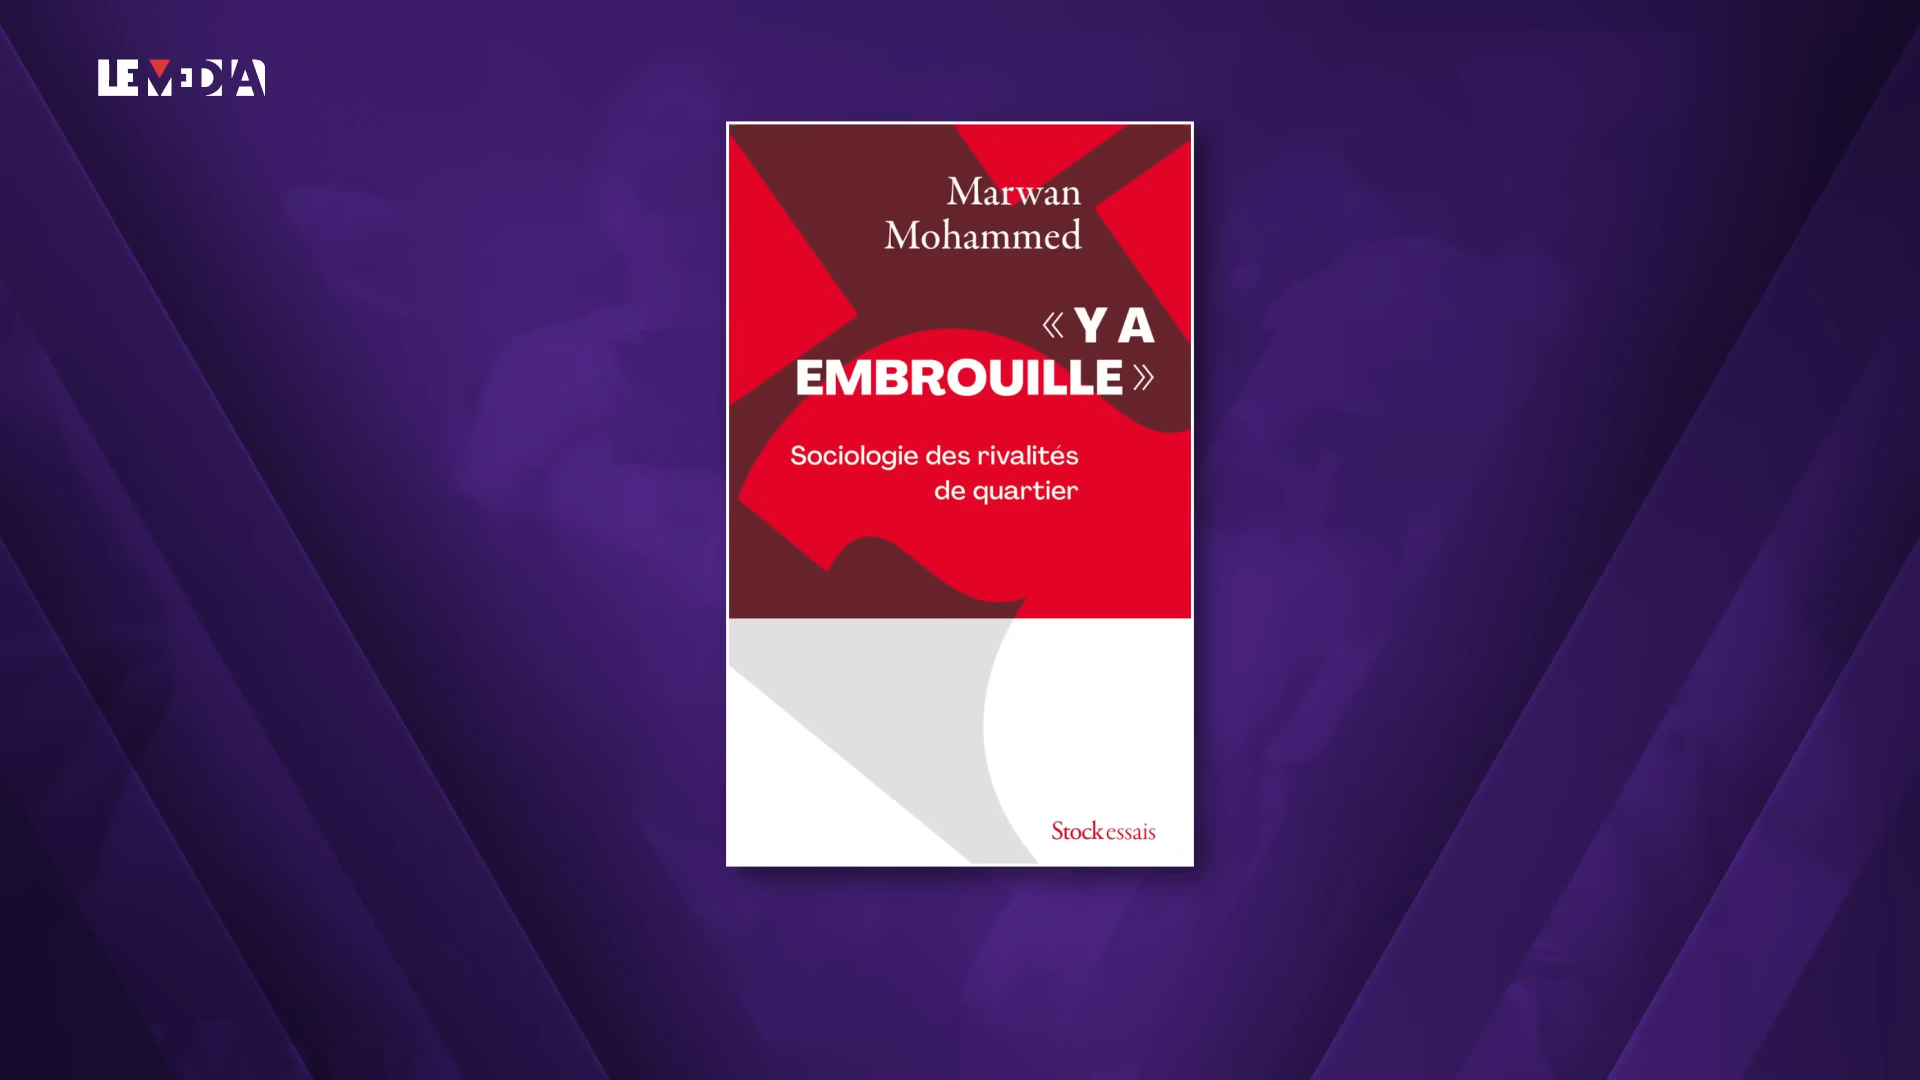 LE MEDIA
Marwan
Mohammed
« Y A
EMBROUILLE »
Sociologie des rivalités
de quartier
Stock essais